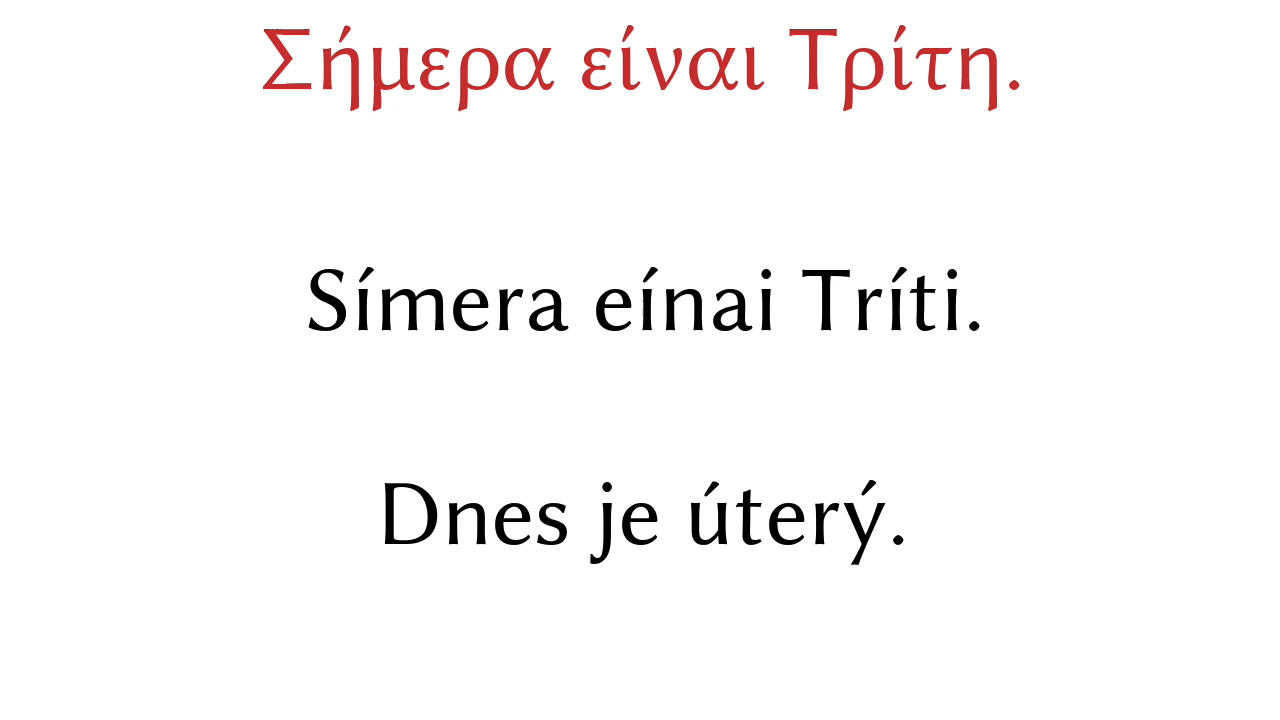 Σήμερα είναι Τρίτη.
Símera eínai Tríti.
Dnes je úterý.